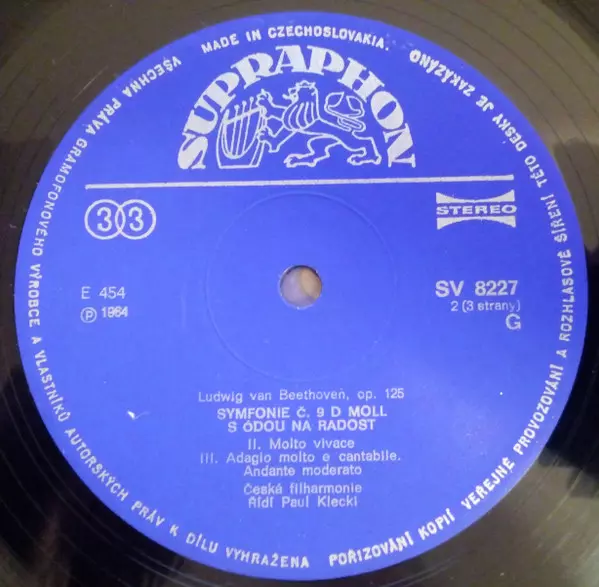 MADE IN CZECHOSLOVAKIA.
VŠECHNA PRÁVA GRAMOFONOVÉHO VÝROBCE A VLASTNÍKŮ AUTORSKÝCH PRÁV K DÍLU VYHRAŽENA POŘIZOVÁNÍ KOPIÍ VEŘEJNÉ PROVOZOVÁNÍ A ROZHLASOVÉ ŠÍŘENÍ TÉTO DESKY JE ZAKÁZÁNO
SUPRAPHON
33
STEREO
E 454
SV 8227
℗ 1964
2 (3 strany)
G
Ludwig van Beethoven, op. 125
SYMFONIE Č. 9 D MOLL
S ÓDOU NA RADOST
II. Molto vivace
III. Adagio molto e cantabile.
Andante moderato
Česká filharmonie
Řídí Paul Klecki